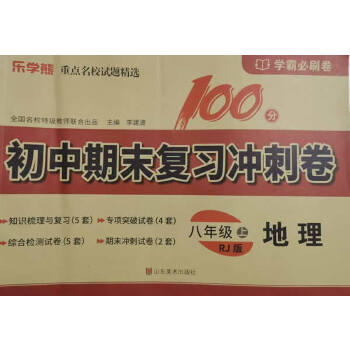 乐学熊 重点名校试题精选
学霸必刷卷
100分
全国名校特级教师联合出品 主编 李建波
初中期末复习冲刺卷
知识梳理与复习(5套) 专项突破试卷(4套)
综合检测试卷(5套) 期末冲刺试卷(2套)
八年级 上 地理
RJ版
山东美术出版社